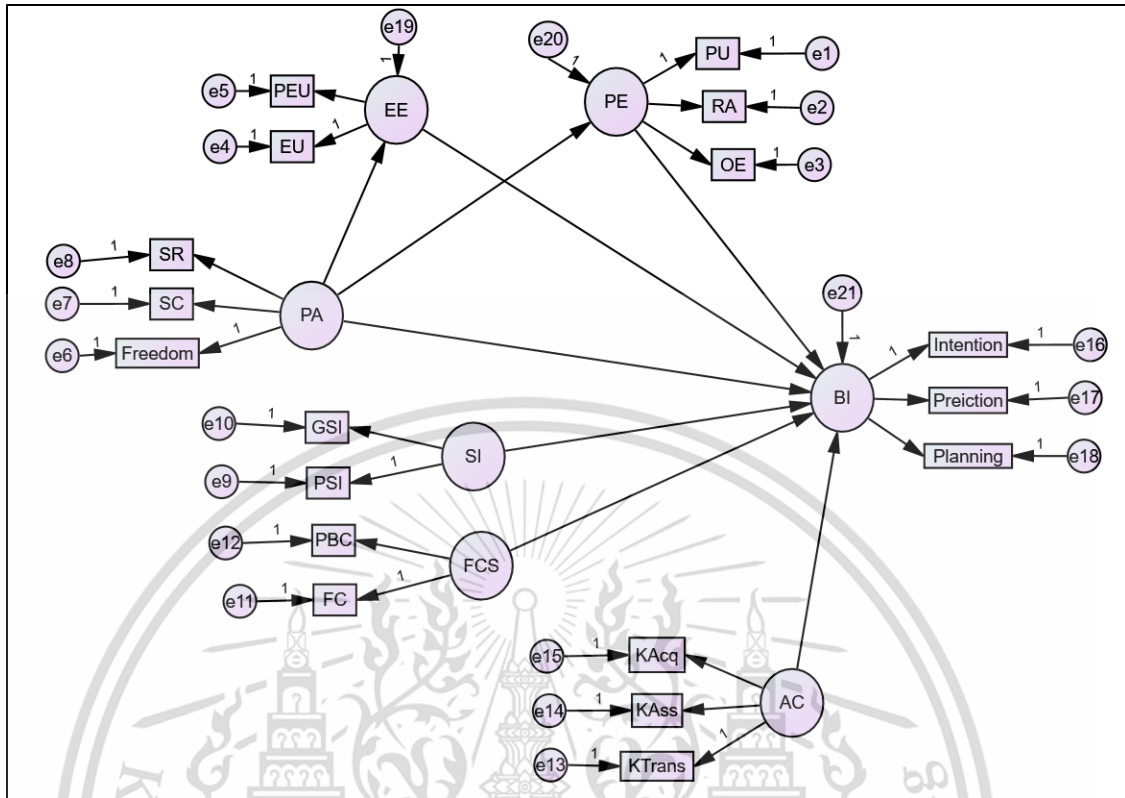 e19
e20
PU
1
e1
1
1
1
1
e5
1
PEU
EE
PE
RA
1
e2
e4
1
EU
1
OE
1
e3
e8
1
SR
e7
1
SC
PA
e21
e6
1
Freedom
1
1
Intention
1
e16
1
BI
Preiction
1
e17
e10
1
GSI
SI
Planning
1
e18
e9
1
PSI
1
e12
1
PBC
FCS
e11
1
FC
1
e15
1
KAcq
e14
1
KAss
AC
e13
1
KTrans
1
K
g